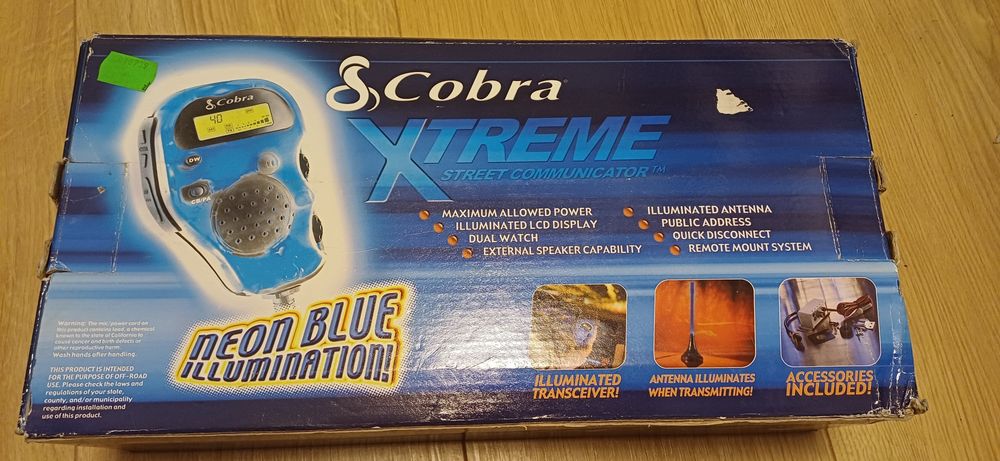 Cobra
XTREME
STREET COMMUNICATOR™
Cobra
40
DW
CB/PA
MAXIMUM ALLOWED POWER
ILLUMINATED LCD DISPLAY
DUAL WATCH
EXTERNAL SPEAKER CAPABILITY
ILLUMINATED ANTENNA
PUBLIC ADDRESS
QUICK DISCONNECT
REMOTE MOUNT SYSTEM
NEON BLUE
ILLUMINATION!
Warning: The mic/power cord on
this product contains lead, a chemical
known to the state of California to
cause cancer and birth defects or
other reproductive harm.
Wash hands after handling.
THIS PRODUCT IS INTENDED
FOR THE PURPOSE OF OFF-ROAD
USE. Please check the laws and
regulations of your state,
county, and/or municipality
regarding installation and
use of this product.
ILLUMINATED
TRANSCEIVER!
ANTENNA ILLUMINATES
WHEN TRANSMITTING!
ACCESSORIES
INCLUDED!